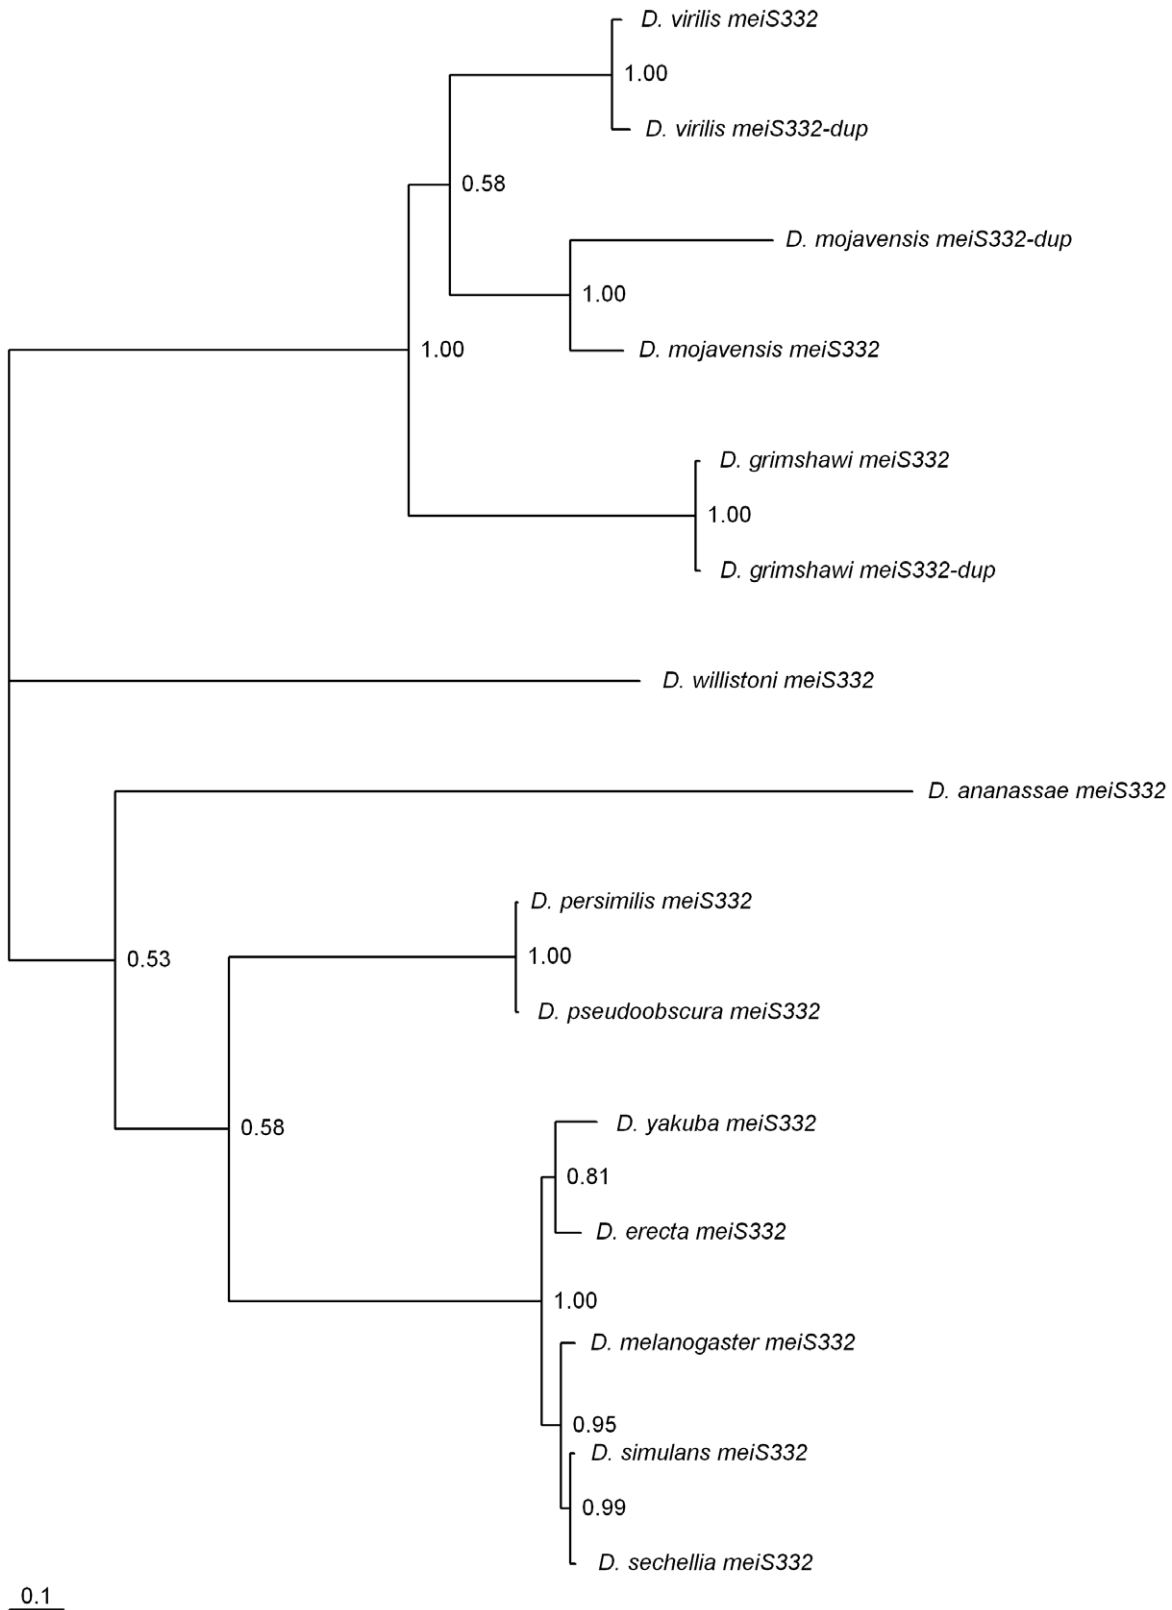 D. virilis meiS332
1.00
D. virilis meiS332-dup
0.58
D. mojavensis meiS332-dup
1.00
D. mojavensis meiS332
1.00
D. grimshawi meiS332
1.00
D. grimshawi meiS332-dup
D. willistoni meiS332
D. ananassae meiS332
D. persimilis meiS332
1.00
0.53
D. pseudoobscura meiS332
D. yakuba meiS332
0.58
0.81
D. erecta meiS332
1.00
D. melanogaster meiS332
0.95
D. simulans meiS332
0.99
D. sechellia meiS332
0.1